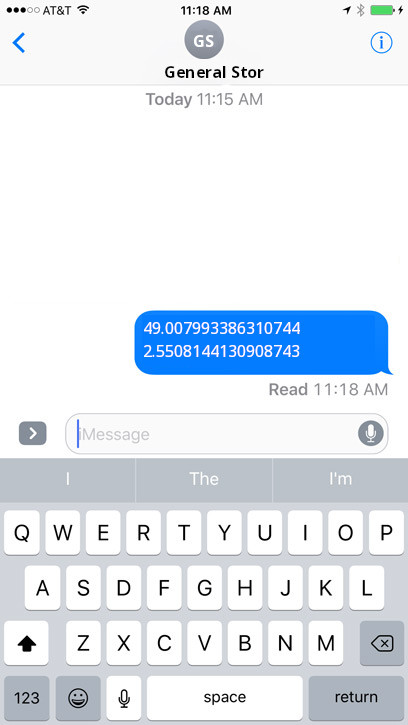 AT&T
11:18 AM
GS
General Stor
Today 11:15 AM
49.007993386310744
2.5508144130908743
Read 11:18 AM
iMessage
I The I'm
Q W E R T Y U I O P
A S D F G H J K L
Z X C V B N M
123 space return